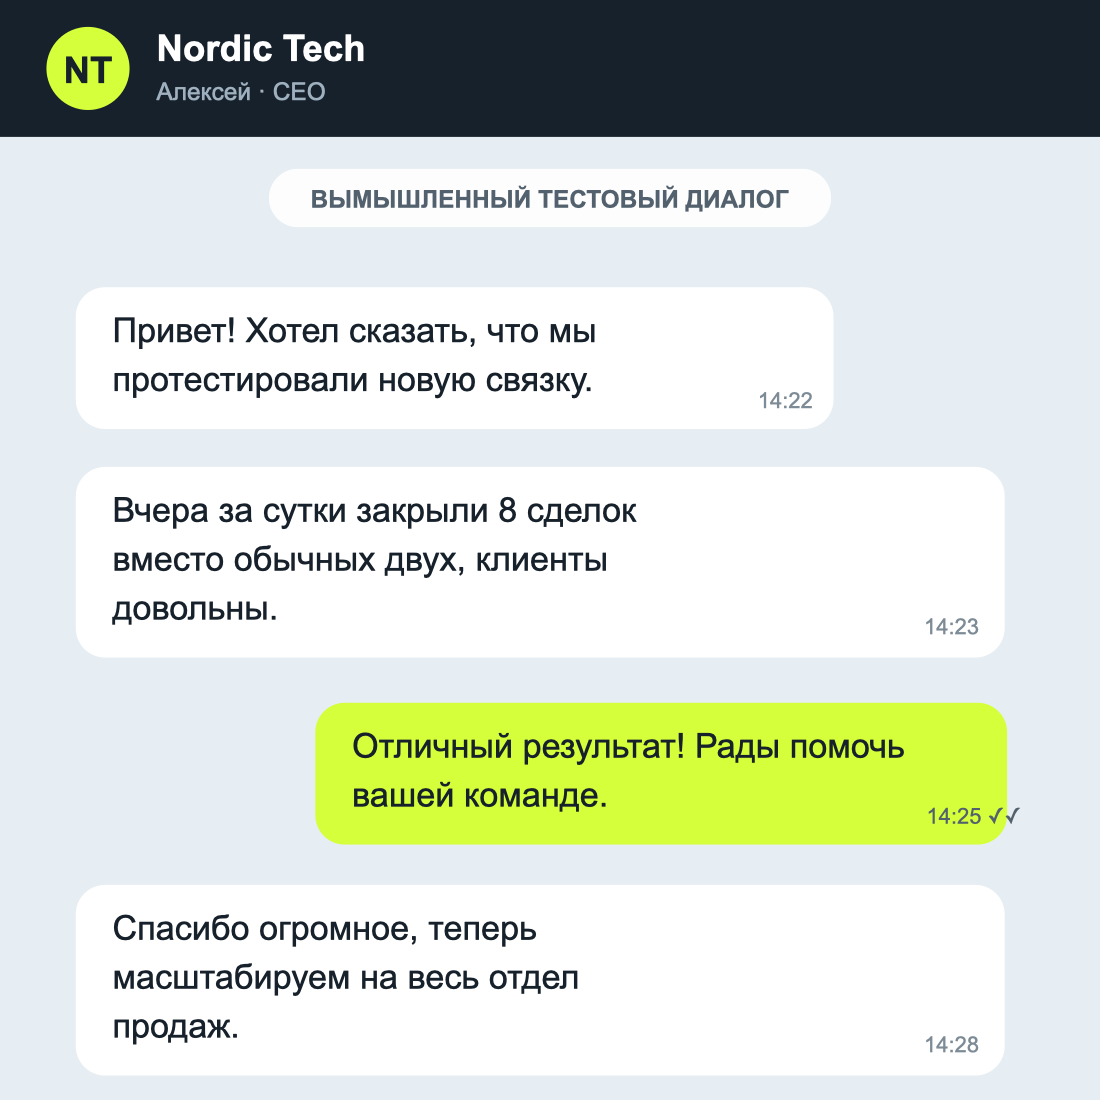 NT
Nordic Tech
Алексей · CEO
ВЫМЫШЛЕННЫЙ ТЕСТОВЫЙ ДИАЛОГ
Привет! Хотел сказать, что мы
протестировали новую связку.
14:22
Вчера за сутки закрыли 8 сделок
вместо обычных двух, клиенты
довольны.
14:23
Отличный результат! Рады помочь
вашей команде.
14:25 ✓✓
Спасибо огромное, теперь
масштабируем на весь отдел
продаж.
14:28